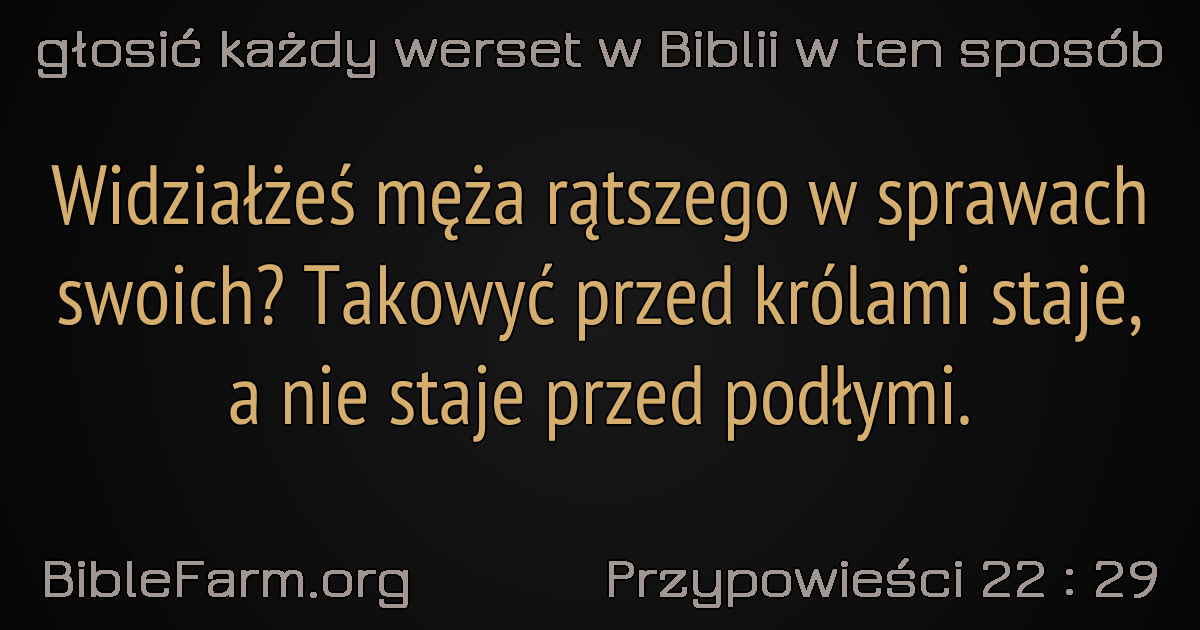 głosić każdy werset w Biblii w ten sposób
Widziałżeś męża rątszego w sprawach
swoich? Takowyć przed królami staje,
a nie staje przed podłymi.
BibleFarm.org
Przypowieści 22 : 29